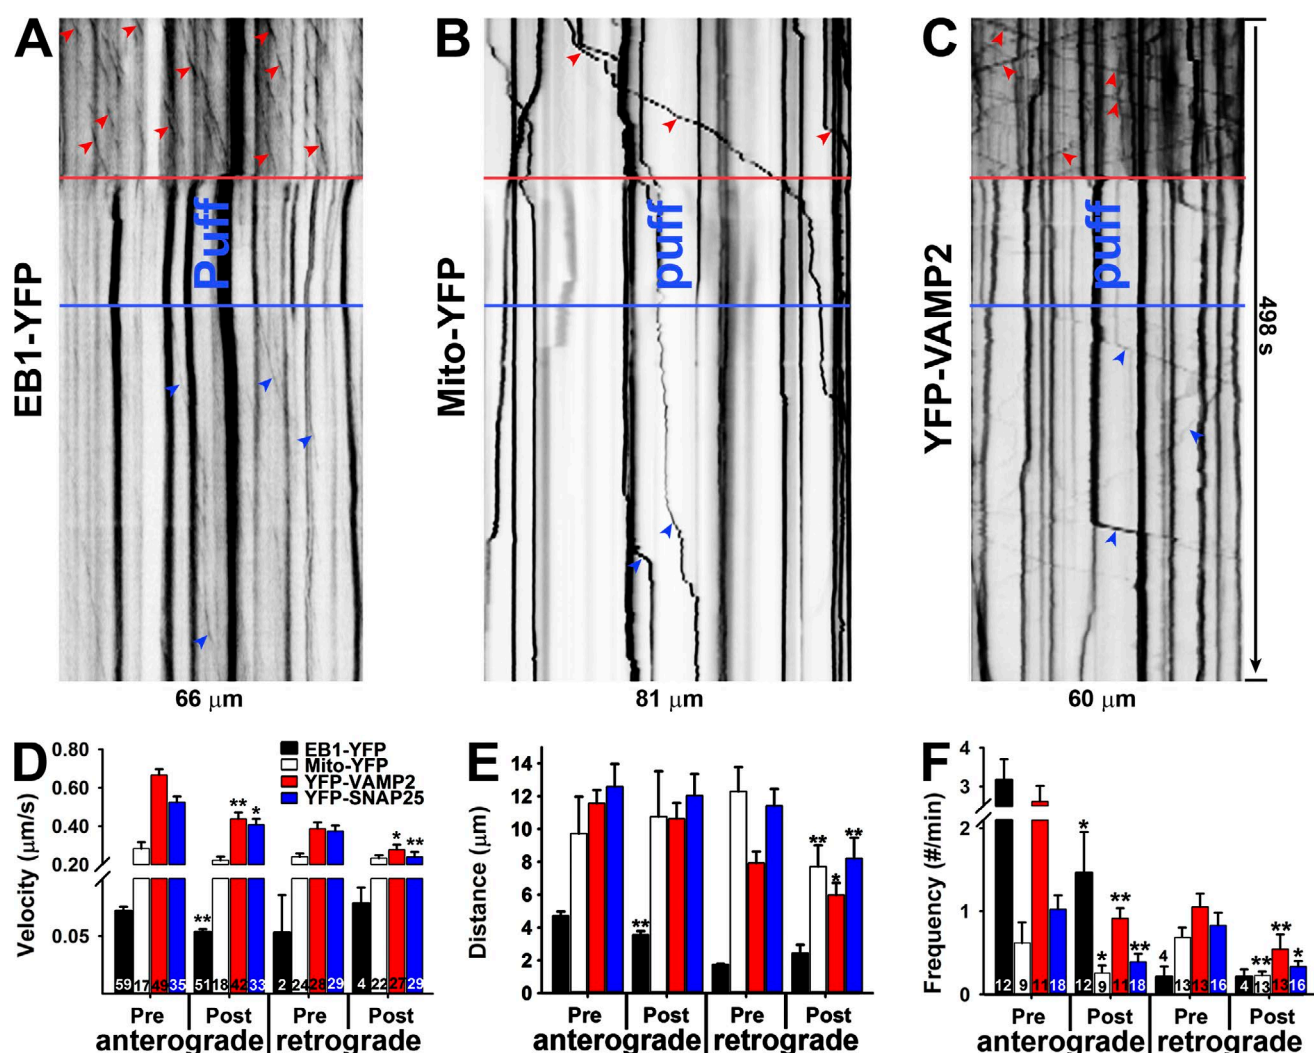 A
B
C
EB1-YFP
Puff
Mito-YFP
puff
YFP-VAMP2
puff
498 s
66 μm
81 μm
60 μm
D
EB1-YFP
Mito-YFP
YFP-VAMP2
YFP-SNAP25
Velocity (μm/s)
0.80
0.60
0.40
0.20
0.05
** * * **
**
59 17 49 35 51 18 42 33 2 24 28 29 4 22 27 29
Pre Post Pre Post
anterograde retrograde
E
Distance (μm)
14
12
10
8
6
4
2
0
** ** * **
Pre Post Pre Post
anterograde retrograde
F
Frequency (#/min)
4
3
2
1
0
* * ** ** ** ** *
4
12 9 11 18 12 9 11 18 13 13 16 4 13 13 16
Pre Post Pre Post
anterograde retrograde